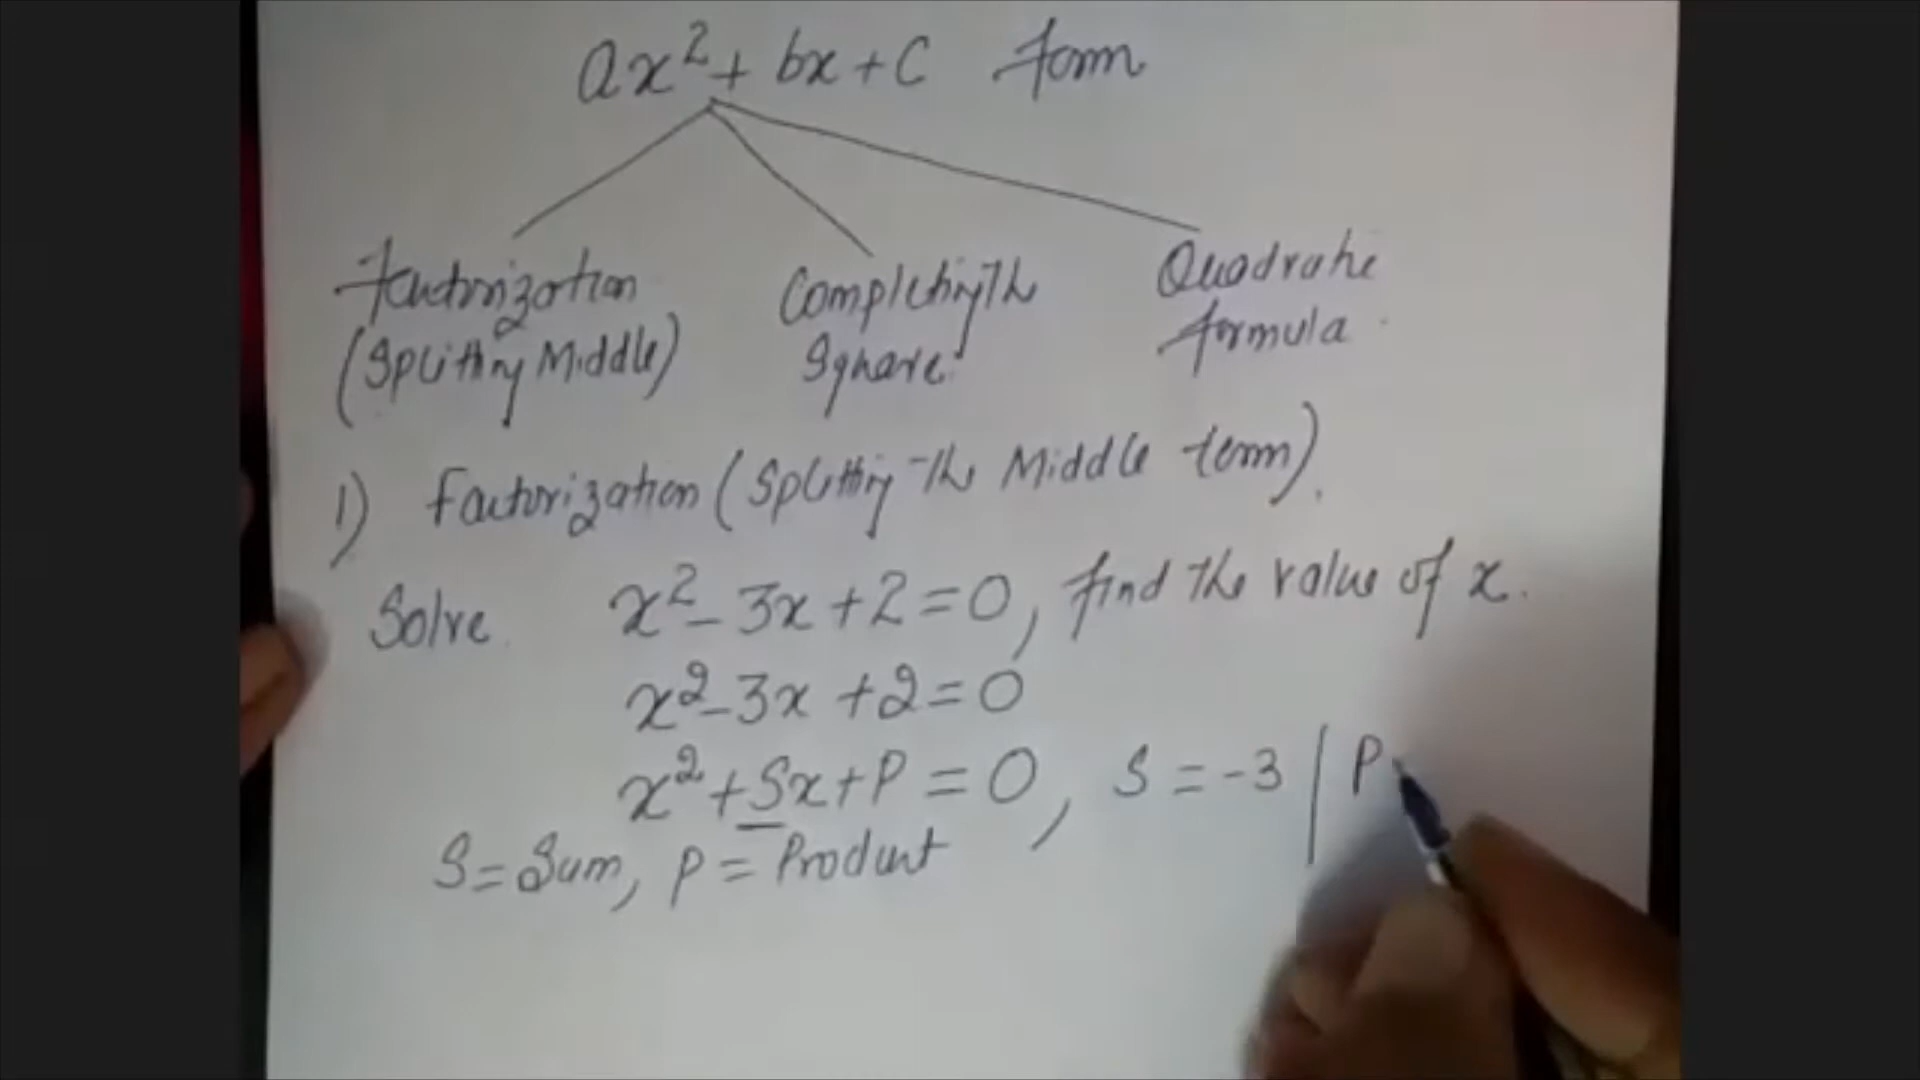 ax² + bx + c form
Factorization Completing The Quadratic
(Splitting Middle) Square formula
1) Factorization (Splitting The Middle term).
Solve x² - 3x + 2 = 0, find the value of x.
x² - 3x + 2 = 0
x² + Sx + P = 0, S = -3 | P
S = Sum, P = Product